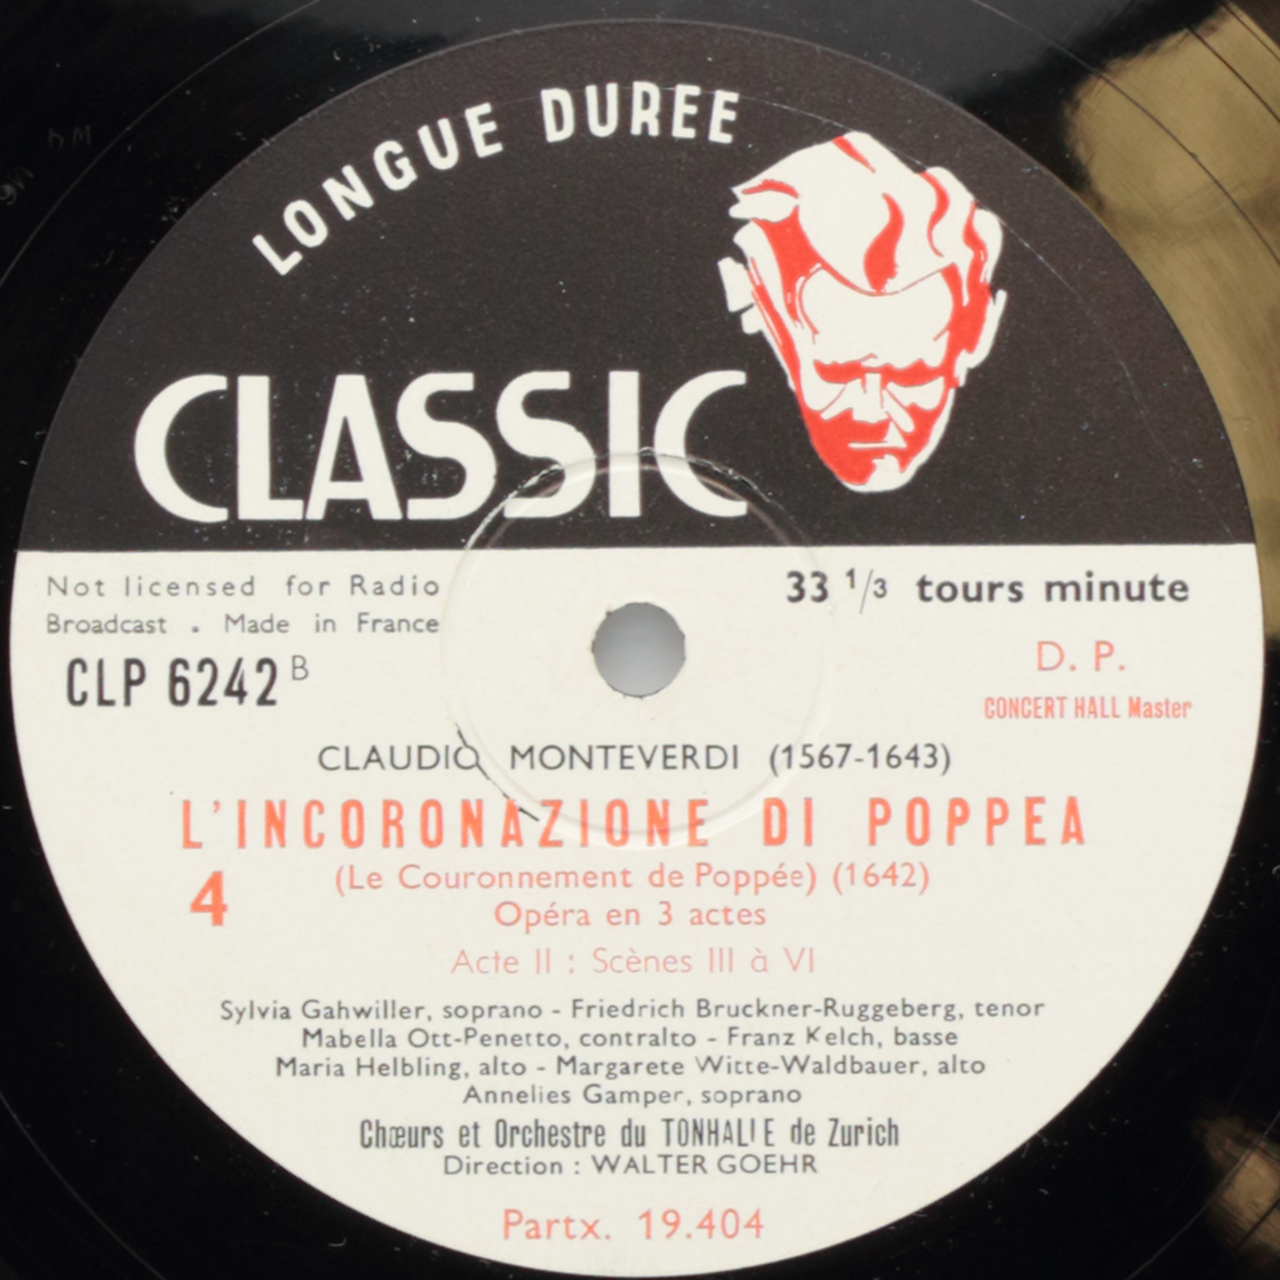 LONGUE DUREE
CLASSIC
Not licensed for Radio
Broadcast . Made in France
33 1/3 tours minute
CLP 6242 B
D. P.
CONCERT HALL Master
CLAUDIO MONTEVERDI (1567-1643)
L'INCORONAZIONE DI POPPEA
4
(Le Couronnement de Poppée) (1642)
Opéra en 3 actes
Acte II : Scènes III à VI
Sylvia Gahwiller, soprano - Friedrich Bruckner-Ruggeberg, tenor
Mabella Ott-Penetto, contralto - Franz Kelch, basse
Maria Helbling, alto - Margarete Witte-Waldbauer, alto
Annelies Gamper, soprano
Chœurs et Orchestre du TONHALLE de Zurich
Direction : WALTER GOEHR
Partx. 19.404